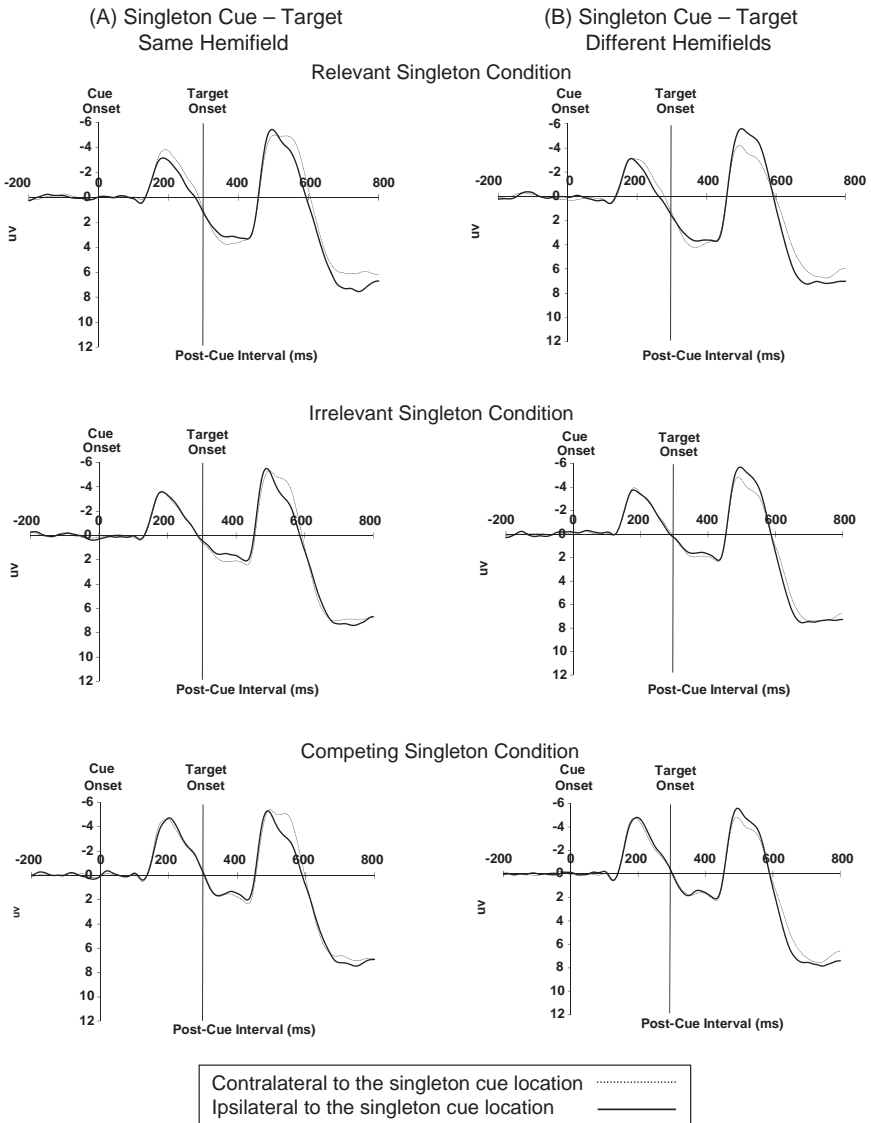 (A) Singleton Cue – Target
Same Hemifield
(B) Singleton Cue – Target
Different Hemifields
Relevant Singleton Condition
Cue
Onset
Target
Onset
-6
-4
-2
-200
0
200
400
600
800
0
2
4
6
8
10
12
uv
Post-Cue Interval (ms)
Cue
Onset
Target
Onset
-6
-4
-2
-200
0
200
400
600
800
0
2
4
6
8
10
12
uv
Post-Cue Interval (ms)
Irrelevant Singleton Condition
Cue
Onset
Target
Onset
-6
-4
-2
-200
0
200
400
600
800
0
2
4
6
8
10
12
uv
Post-Cue Interval (ms)
Cue
Onset
Target
Onset
-6
-4
-2
-200
0
200
400
600
800
0
2
4
6
8
10
12
uv
Post-Cue Interval (ms)
Competing Singleton Condition
Cue
Onset
Target
Onset
-6
-4
-2
-200
0
200
400
600
800
0
2
4
6
8
10
12
uv
Post-Cue Interval (ms)
Cue
Onset
Target
Onset
-6
-4
-2
-200
0
200
400
600
800
0
2
4
6
8
10
12
uv
Post-Cue Interval (ms)
Contralateral to the singleton cue location
Ipsilateral to the singleton cue location